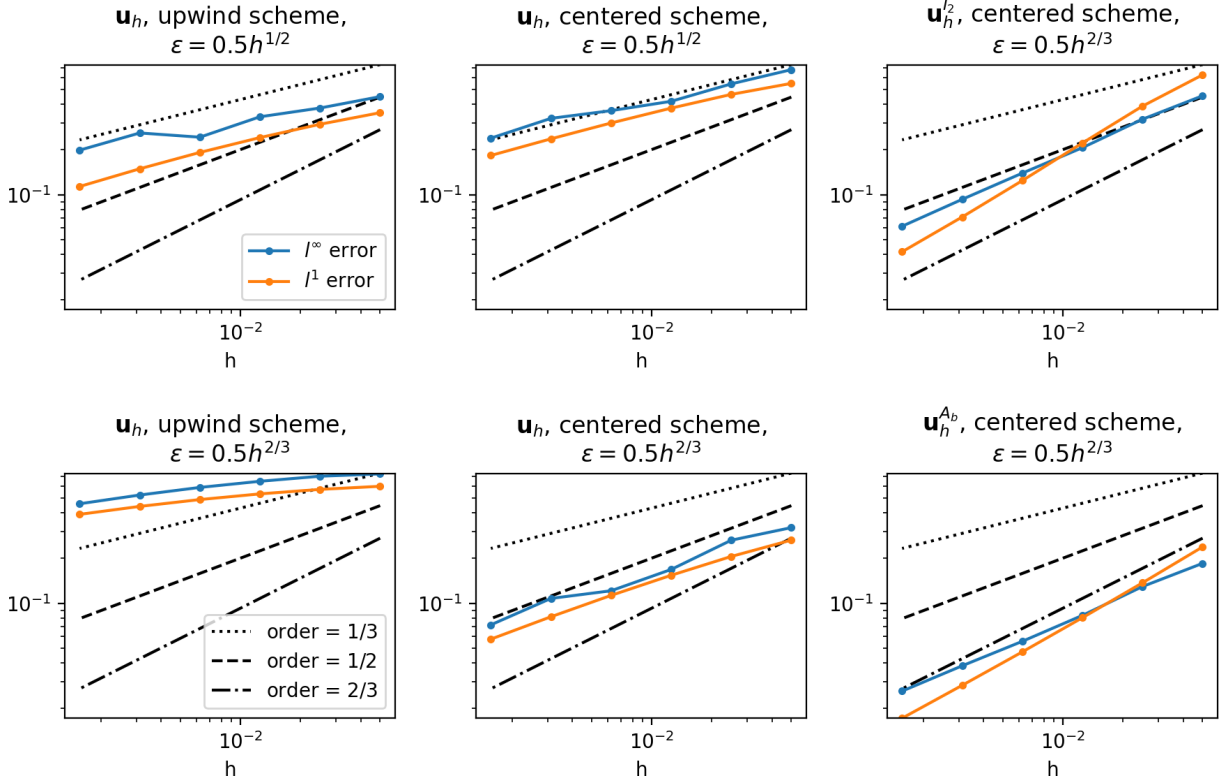 u_h, upwind scheme,
ε = 0.5h^{1/2}
u_h, centered scheme,
ε = 0.5h^{1/2}
u_h^{I_2}, centered scheme,
ε = 0.5h^{2/3}
10^{-1}
l^∞ error
l^1 error
10^{-2}
h
10^{-1}
10^{-2}
h
10^{-1}
10^{-2}
h
u_h, upwind scheme,
ε = 0.5h^{2/3}
u_h, centered scheme,
ε = 0.5h^{2/3}
u_h^{A_b}, centered scheme,
ε = 0.5h^{2/3}
10^{-1}
order = 1/3
order = 1/2
order = 2/3
10^{-2}
h
10^{-1}
10^{-2}
h
10^{-1}
10^{-2}
h